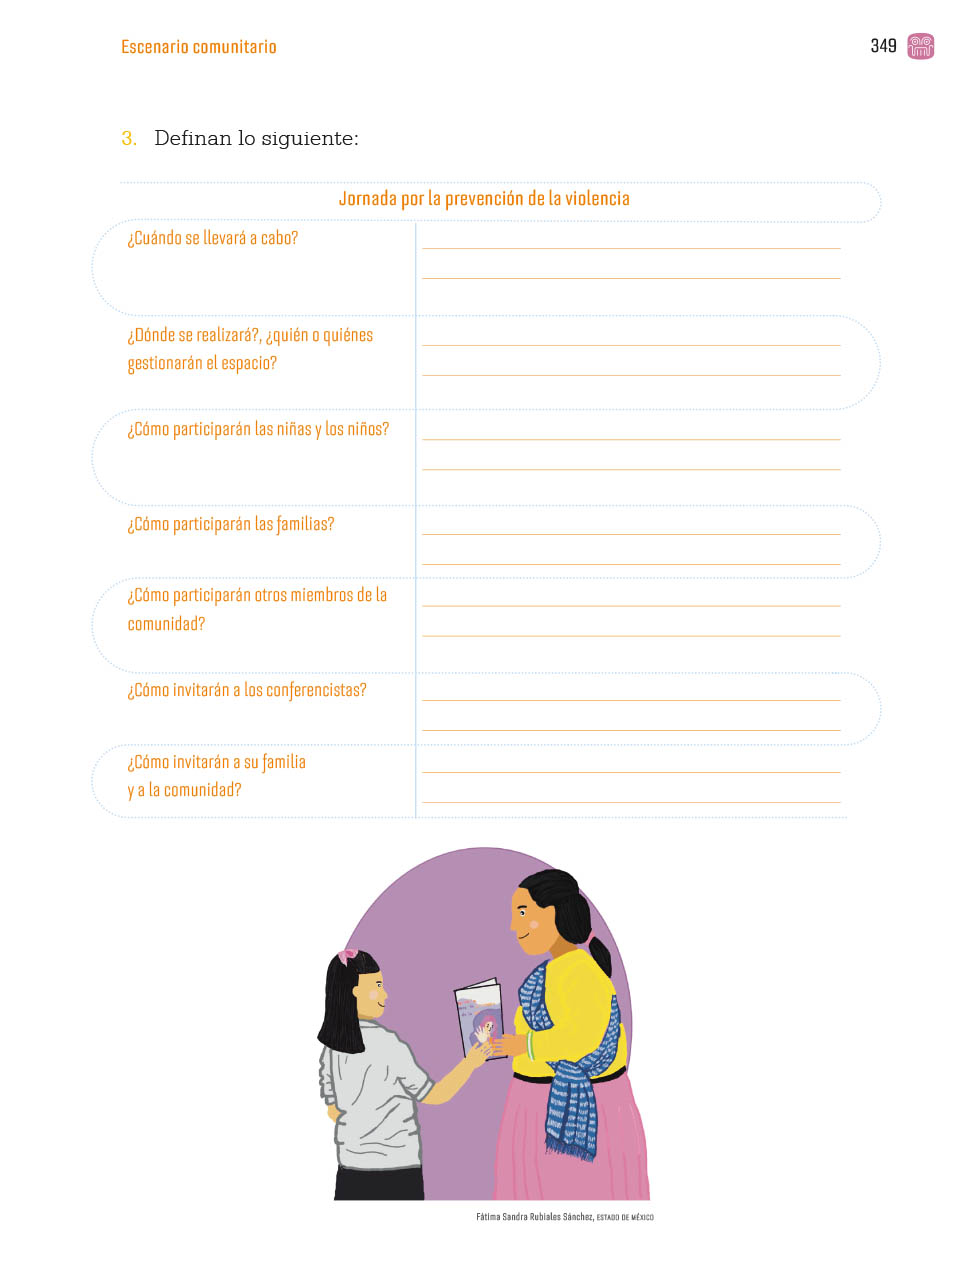 Escenario comunitario
349
3. Definan lo siguiente:
Jornada por la prevención de la violencia
¿Cuándo se llevará a cabo?
¿Dónde se realizará?, ¿quién o quiénes
gestionarán el espacio?
¿Cómo participarán las niñas y los niños?
¿Cómo participarán las familias?
¿Cómo participarán otros miembros de la
comunidad?
¿Cómo invitarán a los conferencistas?
¿Cómo invitarán a su familia
y a la comunidad?
Fátima Sandra Rubiales Sánchez, ESTADO DE MÉXICO